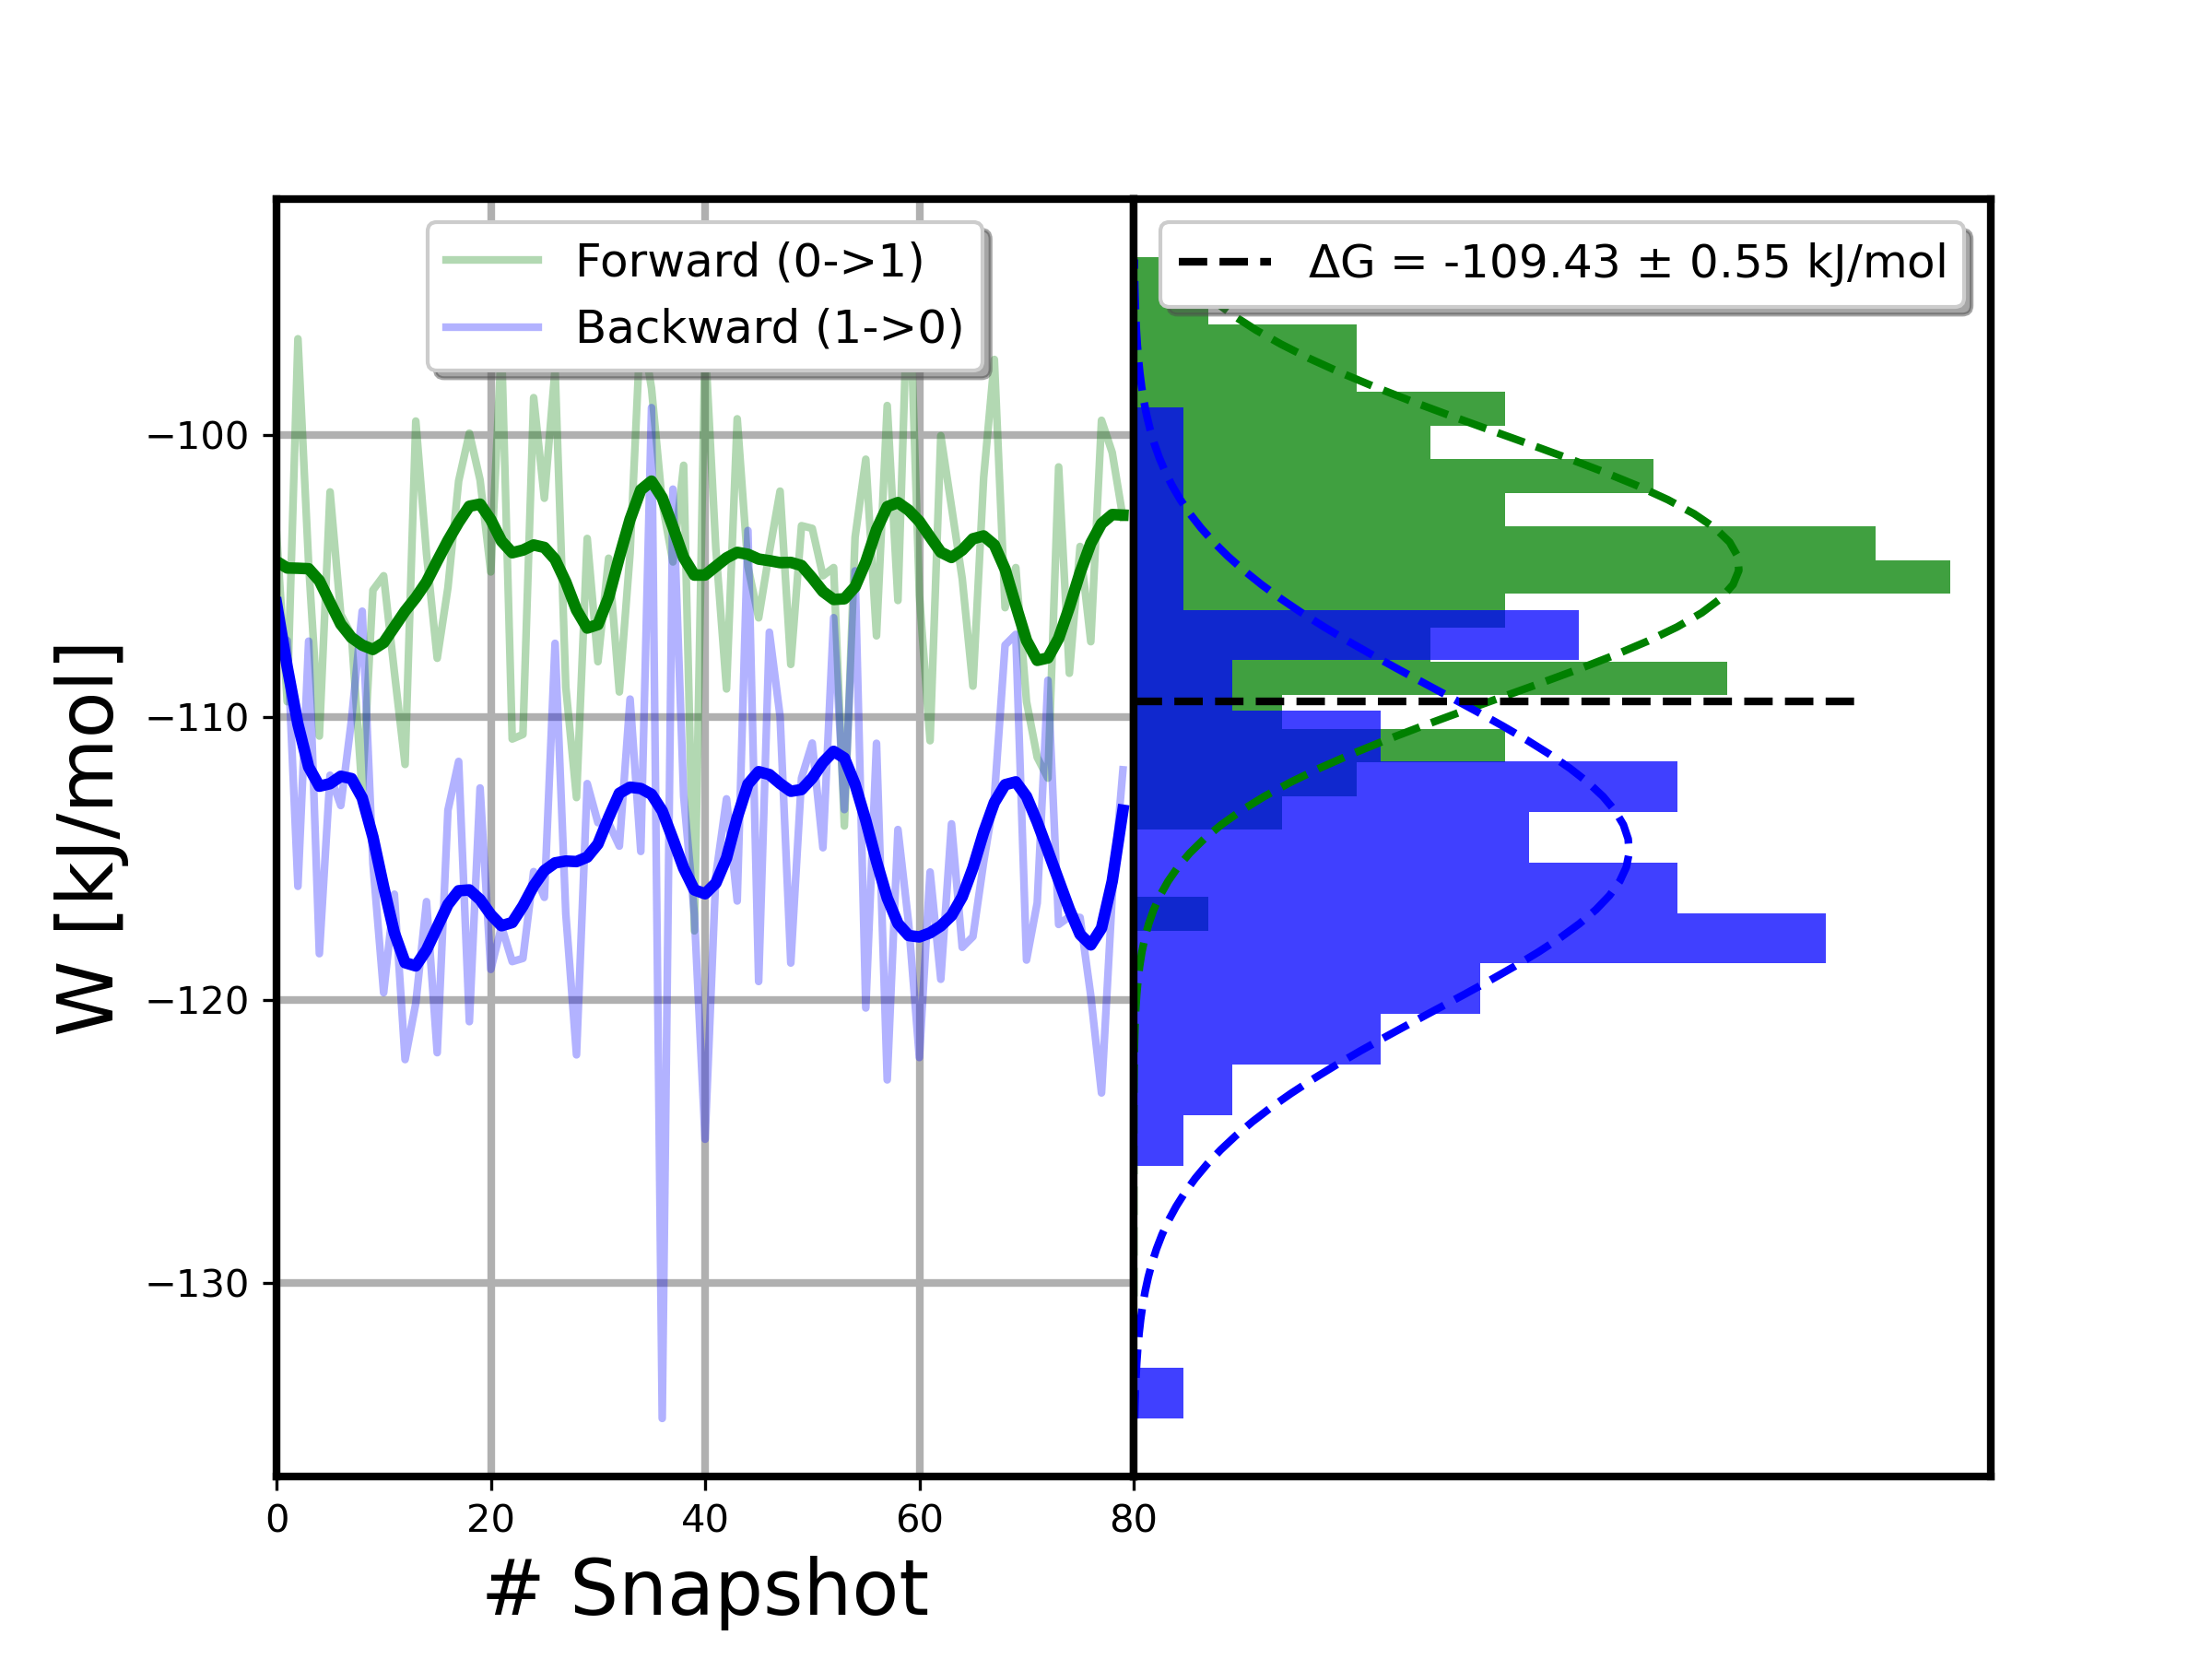 Forward (0->1)
Backward (1->0)
ΔG = -109.43 ± 0.55 kJ/mol
W [kJ/mol]
−100
−110
−120
−130
0 20 40 60 80
# Snapshot